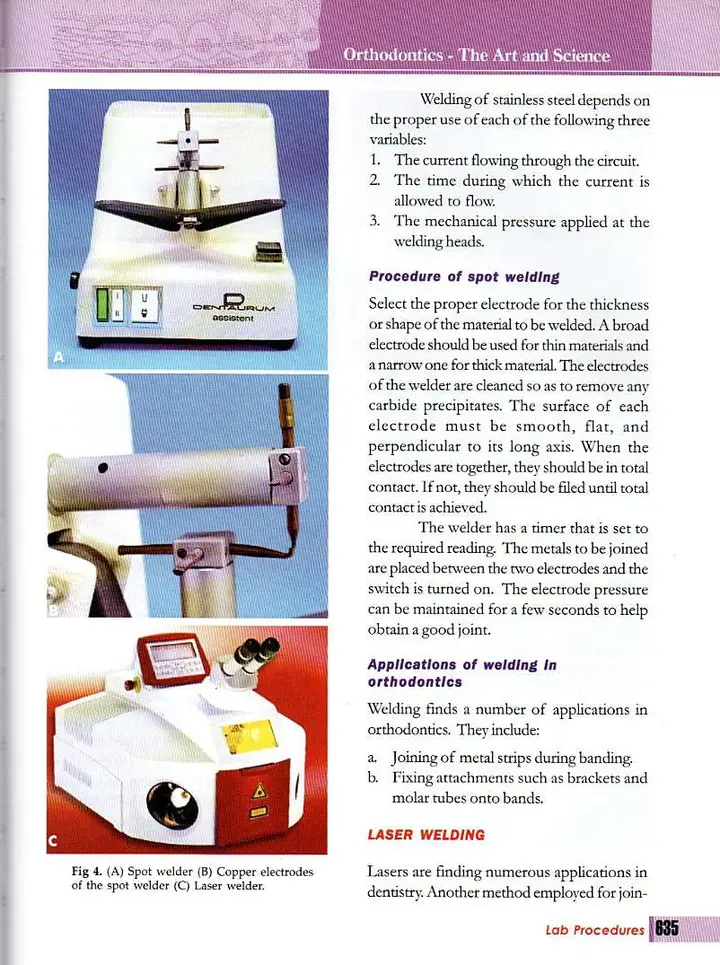 Orthodontics - The Art and Science
A
DENTAURUM
assistent
B
C
Fig 4. (A) Spot welder (B) Copper electrodes
of the spot welder (C) Laser welder.
Welding of stainless steel depends on
the proper use of each of the following three
variables:
1. The current flowing through the circuit.
2. The time during which the current is
allowed to flow.
3. The mechanical pressure applied at the
welding heads.
Procedure of spot welding
Select the proper electrode for the thickness
or shape of the material to be welded. A broad
electrode should be used for thin materials and
a narrow one for thick material. The electrodes
of the welder are cleaned so as to remove any
carbide precipitates. The surface of each
electrode must be smooth, flat, and
perpendicular to its long axis. When the
electrodes are together, they should be in total
contact. If not, they should be filed until total
contact is achieved.
The welder has a timer that is set to
the required reading. The metals to be joined
are placed between the two electrodes and the
switch is turned on. The electrode pressure
can be maintained for a few seconds to help
obtain a good joint.
Applications of welding in
orthodontics
Welding finds a number of applications in
orthodontics. They include:
a. Joining of metal strips during banding.
b. Fixing attachments such as brackets and
molar tubes onto bands.
LASER WELDING
Lasers are finding numerous applications in
dentistry. Another method employed for join-
Lab Procedures 635